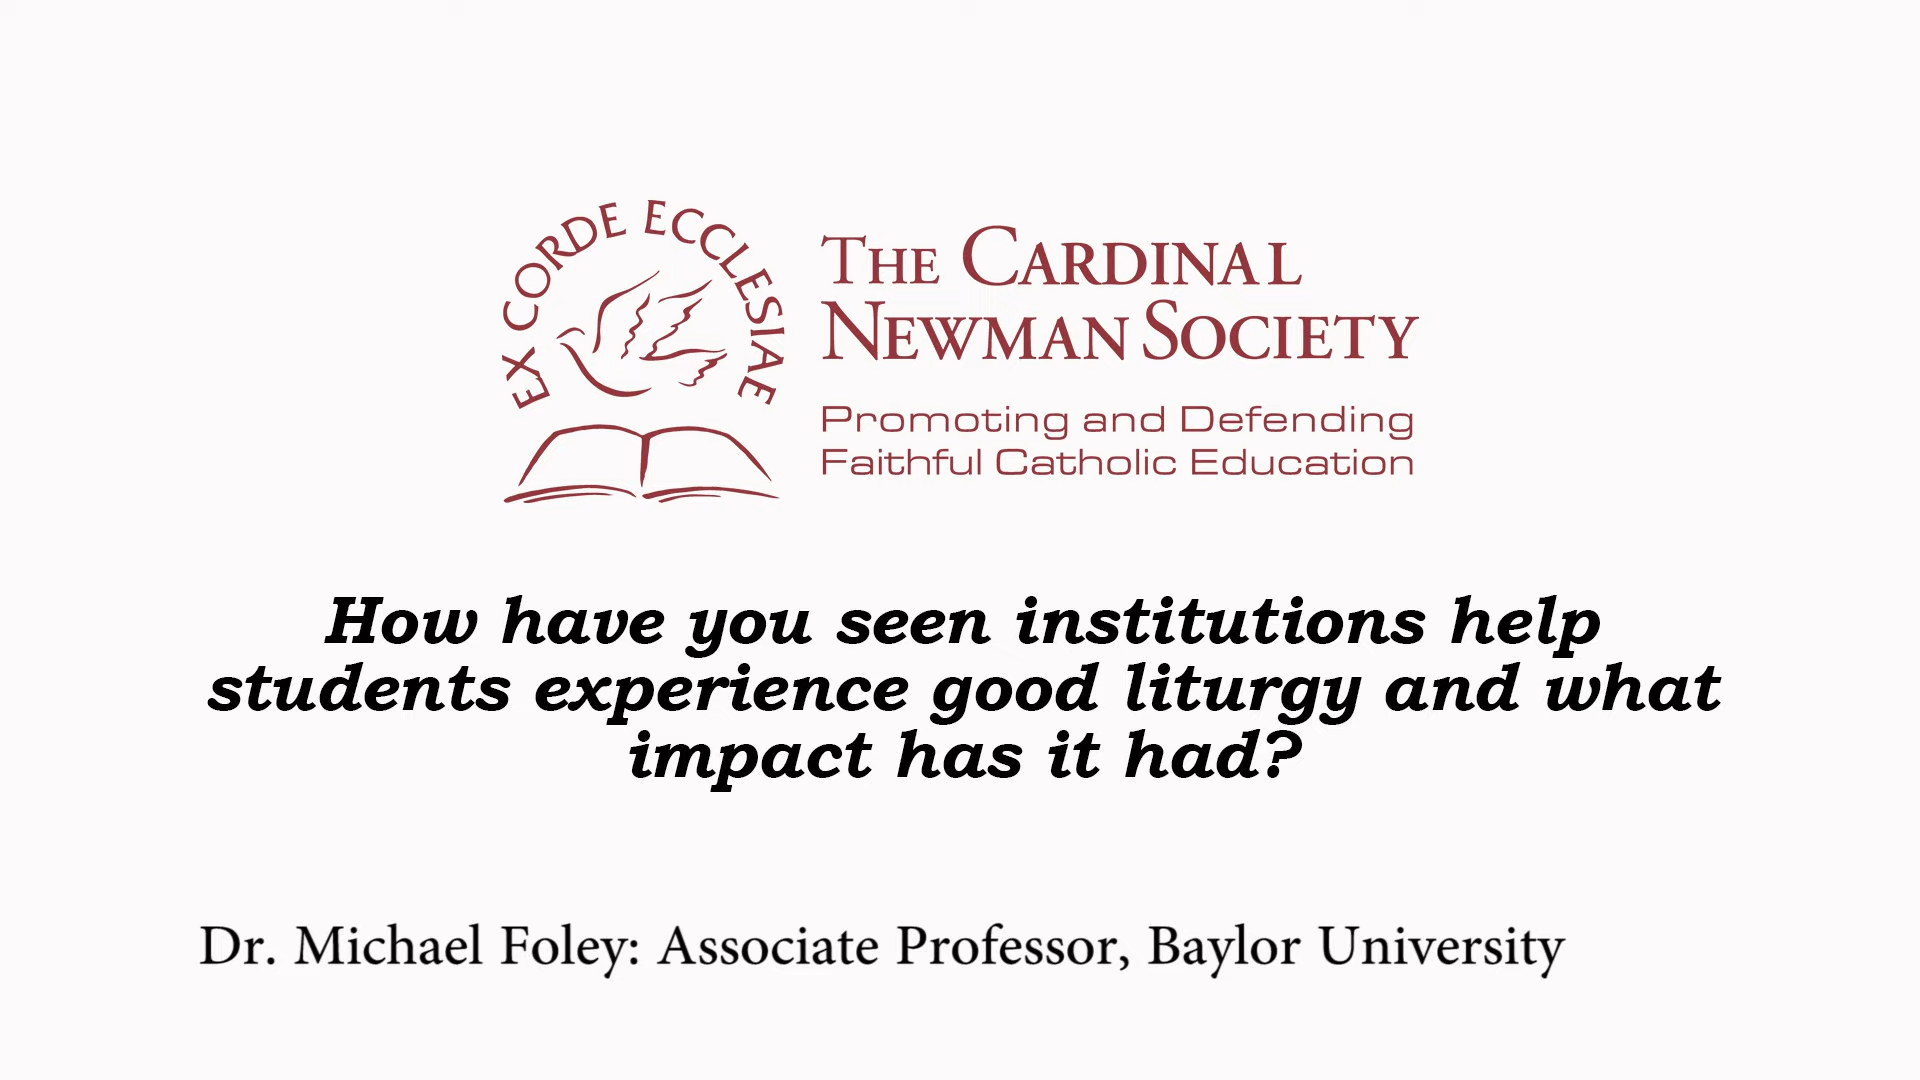 EX CORDE ECCLESIAE
THE CARDINAL
NEWMAN SOCIETY
Promoting and Defending
Faithful Catholic Education
How have you seen institutions help
students experience good liturgy and what
impact has it had?
Dr. Michael Foley: Associate Professor, Baylor University